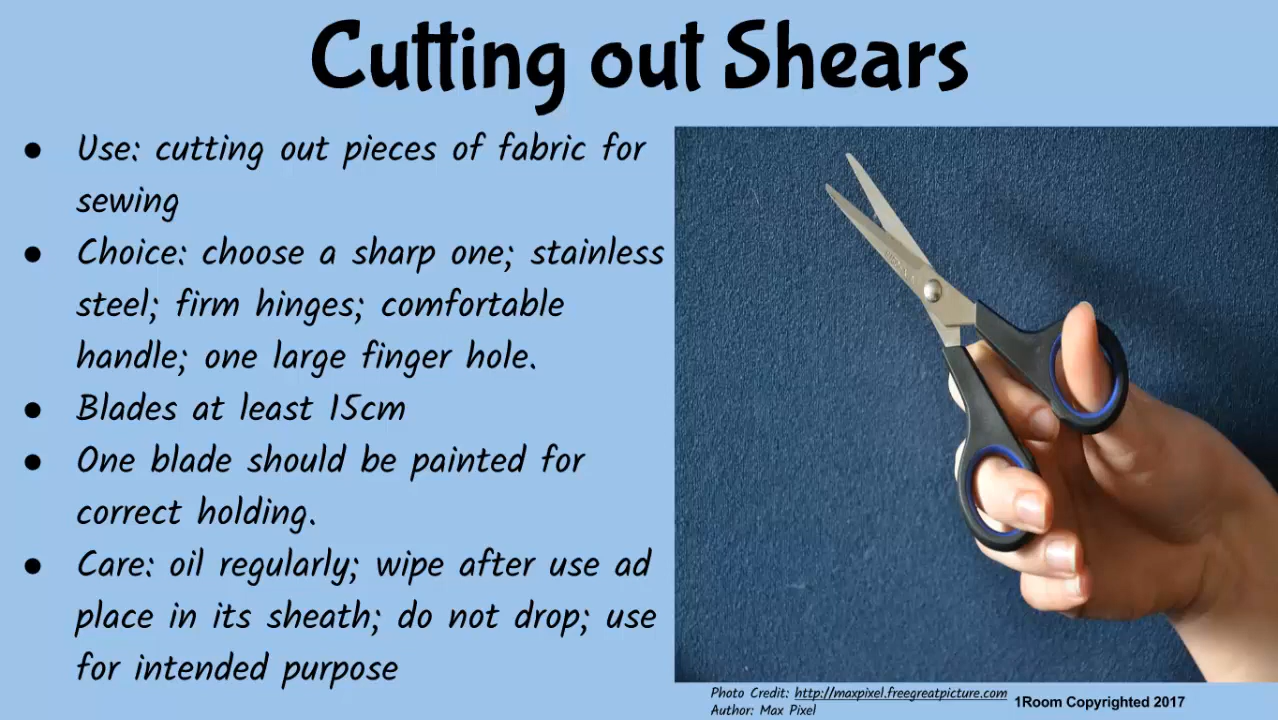 Cutting out Shears
● Use: cutting out pieces of fabric for
sewing
● Choice: choose a sharp one; stainless
steel; firm hinges; comfortable
handle; one large finger hole.
● Blades at least 15cm
● One blade should be painted for
correct holding.
● Care: oil regularly; wipe after use ad
place in its sheath; do not drop; use
for intended purpose
Photo Credit: http://maxpixel.freegreatpicture.com
Author: Max Pixel
1Room Copyrighted 2017